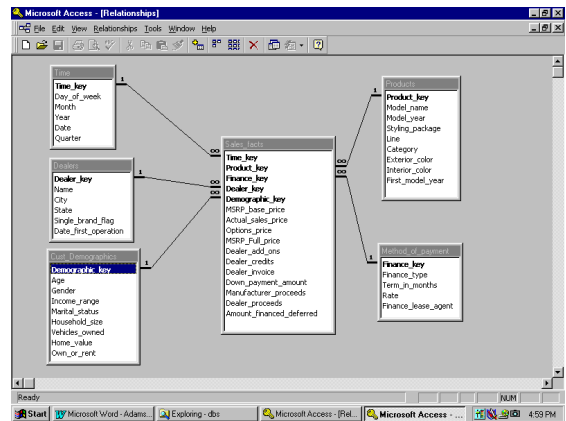 Microsoft Access - [Relationships]
File Edit View Relationships Tools Window Help
Time
Time_key
Day_of_week
Month
Year
Date
Quarter
1
Dealers
Dealer_key
Name
City
State
Single_brand_flag
Date_first_operation
1
Cust_Demographics
Demographic_key
Age
Gender
Income_range
Marital_status
Household_size
Vehicles_owned
Home_value
Own_or_rent
1
Sales_facts
Time_key
Product_key
Finance_key
Dealer_key
Demographic_key
MSRP_base_price
Actual_sales_price
Options_price
MSRP_Full_price
Dealer_add_ons
Dealer_credits
Dealer_invoice
Down_payment_amount
Manufacturer_proceeds
Dealer_proceeds
Amount_financed_deferred
∞
∞
∞
∞
∞
Products
Product_key
Model_name
Model_year
Styling_package
Line
Category
Exterior_color
Interior_color
First_model_year
1
Method_of_payment
Finance_key
Finance_type
Term_in_months
Rate
Finance_lease_agent
1
Ready
NUM
Start
Microsoft Word - Adams...
Exploring - dbs
Microsoft Access - [Rel...
Microsoft Access - ...
4:59 PM